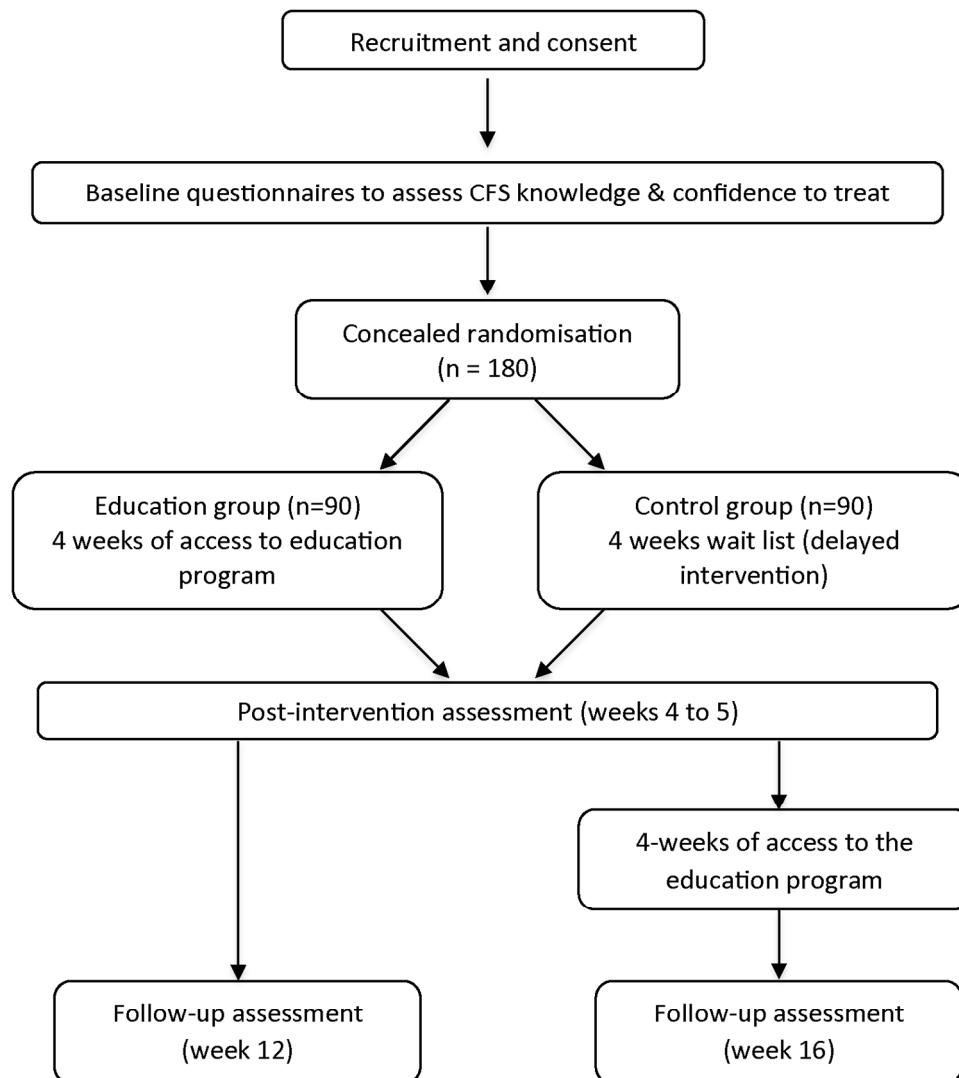 Recruitment and consent
Baseline questionnaires to assess CFS knowledge & confidence to treat
Concealed randomisation
(n = 180)
Education group (n=90)
4 weeks of access to education
program
Control group (n=90)
4 weeks wait list (delayed
intervention)
Post-intervention assessment (weeks 4 to 5)
4-weeks of access to the
education program
Follow-up assessment
(week 12)
Follow-up assessment
(week 16)